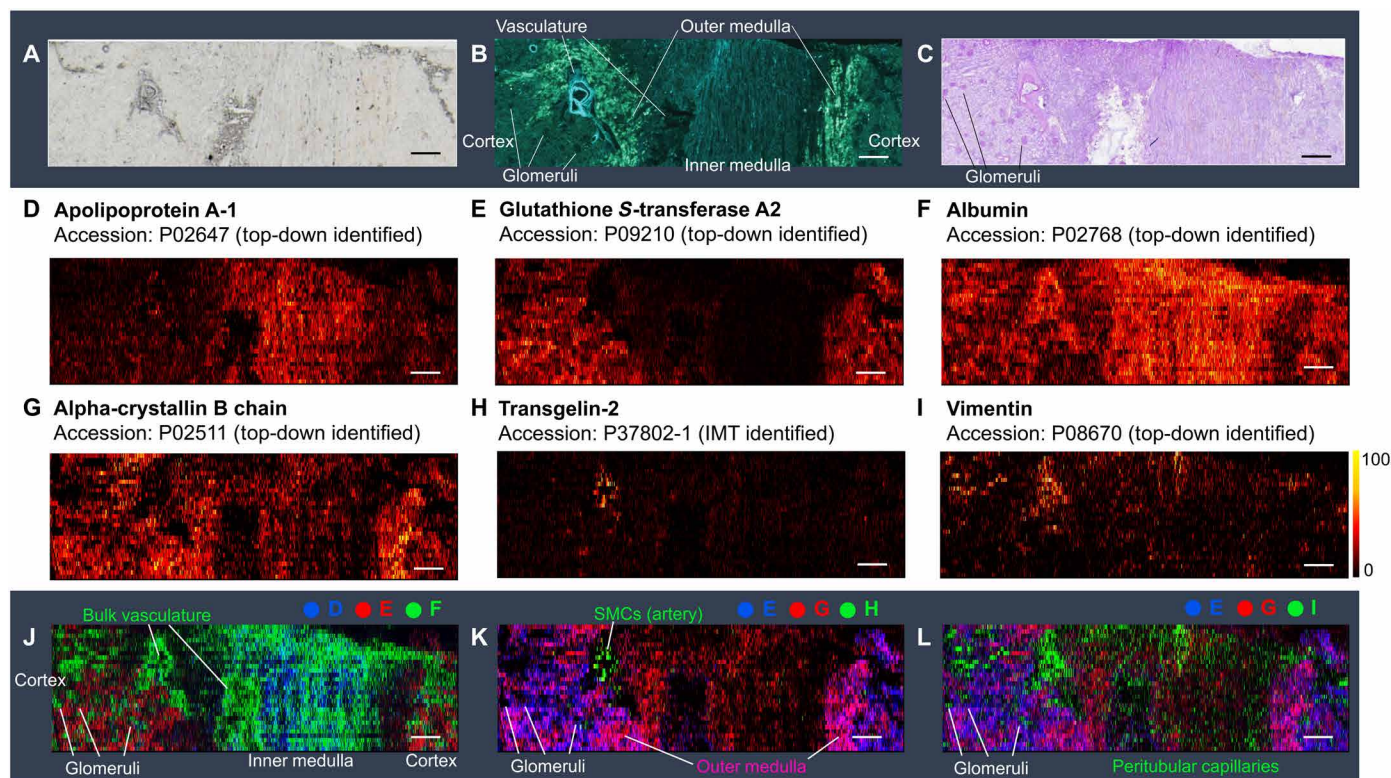 A
B
C
Vasculature
Outer medulla
Cortex
Glomeruli
Inner medulla
Cortex
Glomeruli
D Apolipoprotein A-1
Accession: P02647 (top-down identified)
E Glutathione S-transferase A2
Accession: P09210 (top-down identified)
F Albumin
Accession: P02768 (top-down identified)
G Alpha-crystallin B chain
Accession: P02511 (top-down identified)
H Transgelin-2
Accession: P37802-1 (IMT identified)
I Vimentin
Accession: P08670 (top-down identified)
100
0
J
Bulk vasculature
D E F
Cortex
Glomeruli
Inner medulla
Cortex
K
SMCs (artery)
E G H
Glomeruli
Outer medulla
L
E G I
Glomeruli
Peritubular capillaries